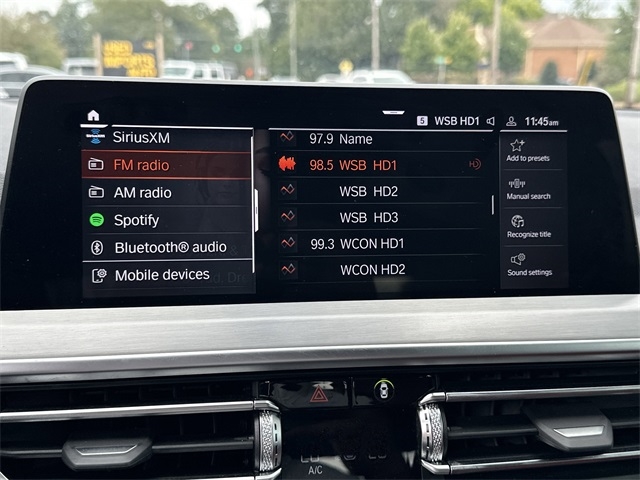 USED
AUTOS
5 WSB HD1 11:45am
SiriusXM
FM radio
AM radio
Spotify
Bluetooth® audio
Mobile devices
97.9 Name
98.5 WSB HD1
WSB HD2
WSB HD3
99.3 WCON HD1
WCON HD2
Add to presets
Manual search
Recognize title
Sound settings
A/C